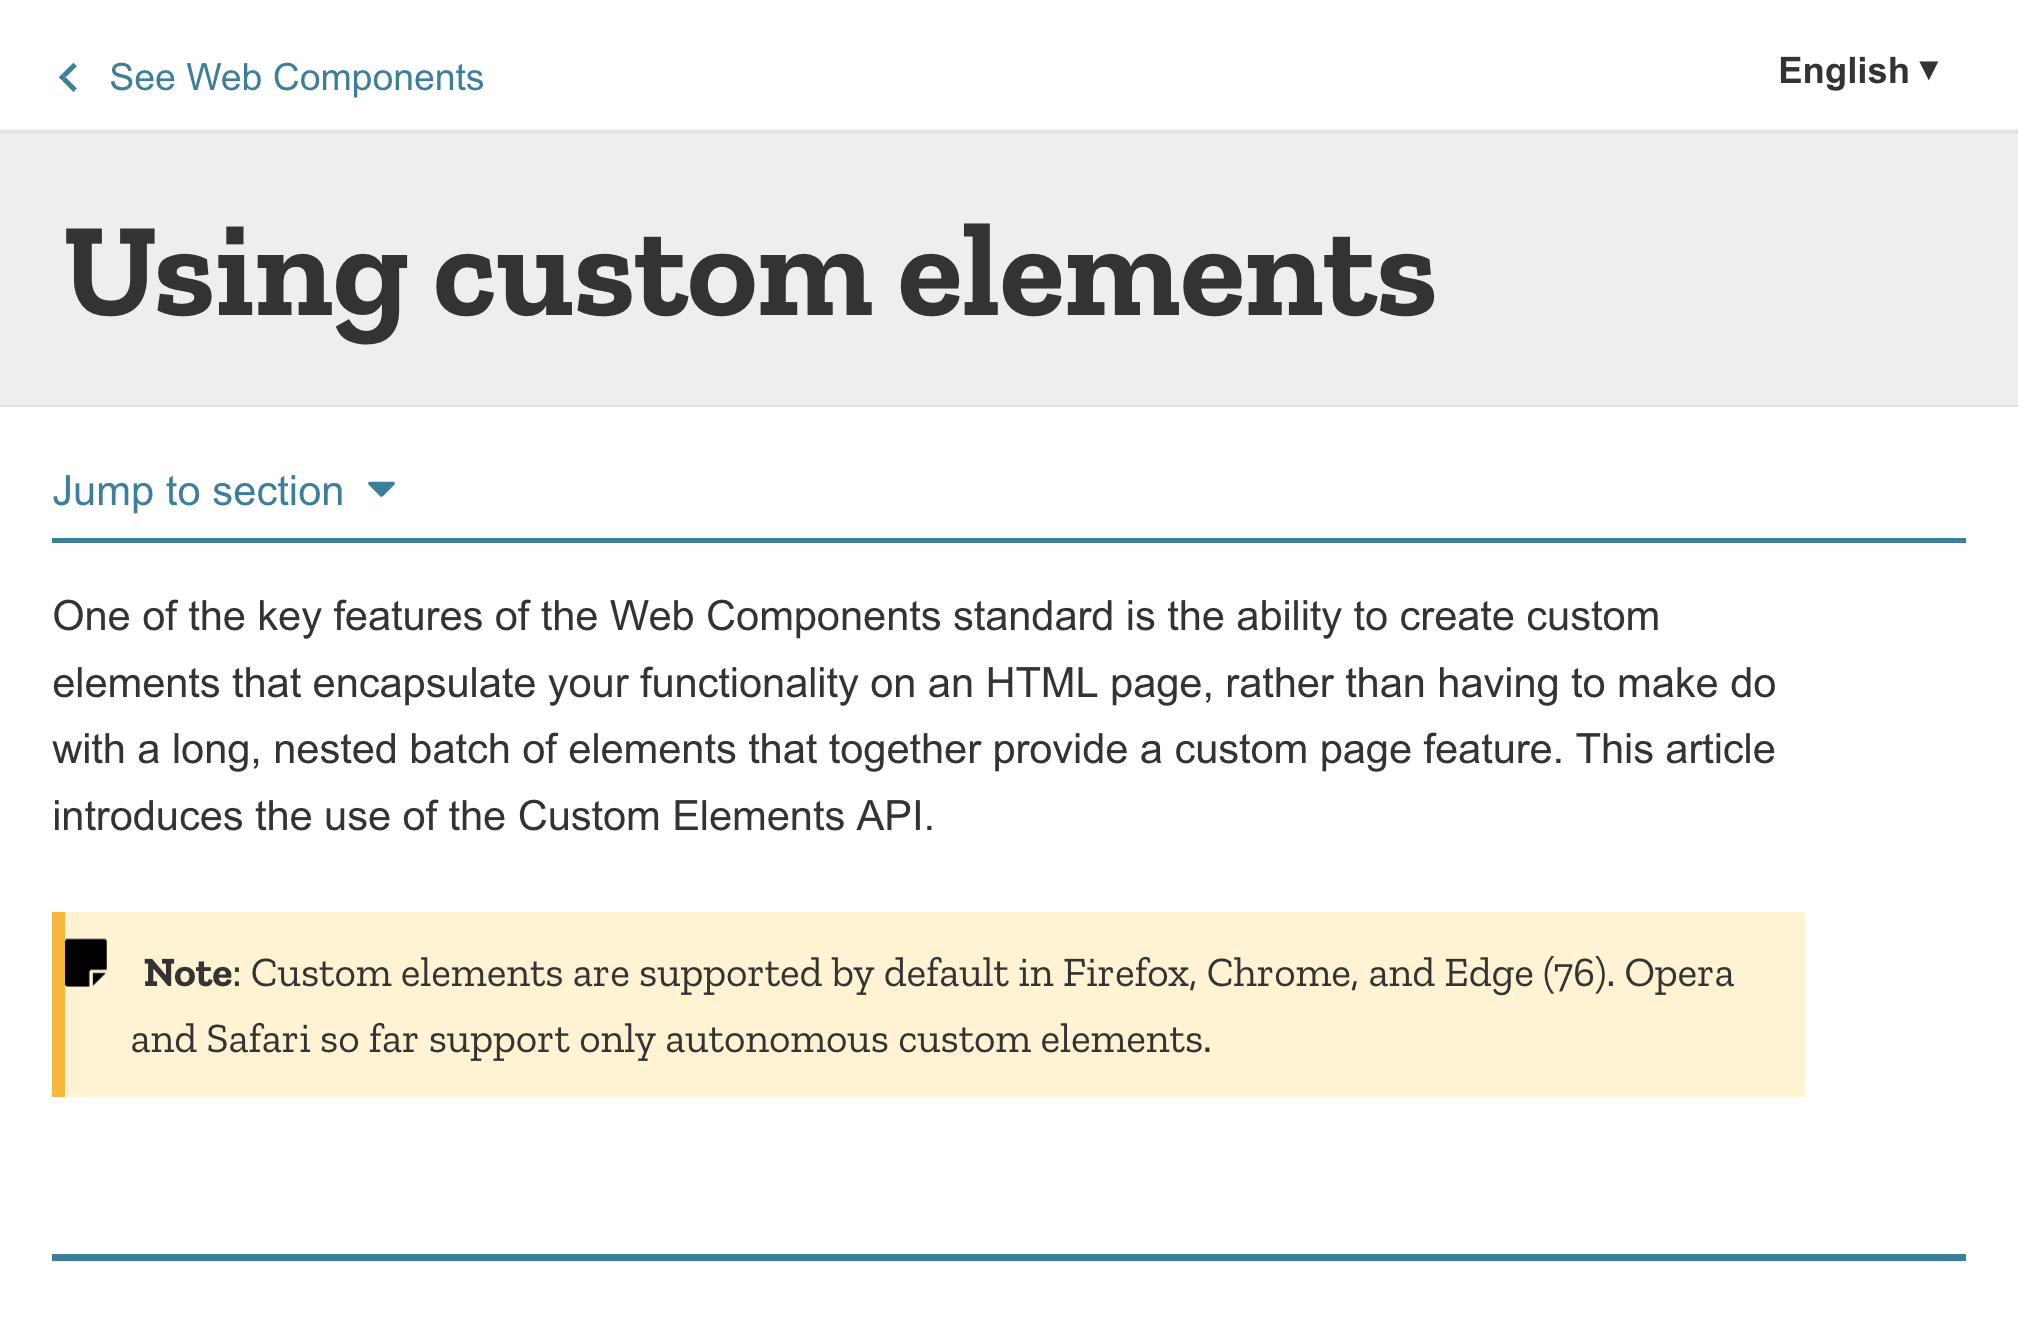 See Web Components
English ▼
Using custom elements
Jump to section
One of the key features of the Web Components standard is the ability to create custom
elements that encapsulate your functionality on an HTML page, rather than having to make do
with a long, nested batch of elements that together provide a custom page feature. This article
introduces the use of the Custom Elements API.
Note: Custom elements are supported by default in Firefox, Chrome, and Edge (76). Opera
and Safari so far support only autonomous custom elements.